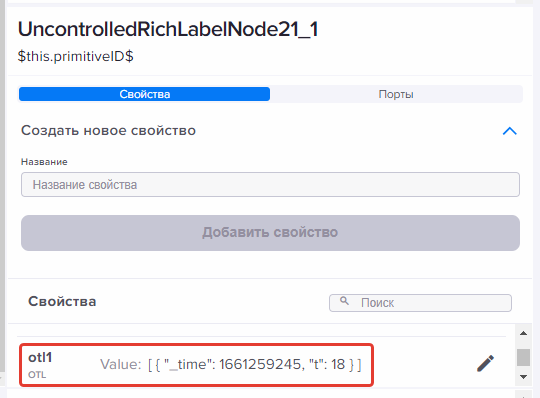 UncontrolledRichLabelNode21_1
$this.primitiveID$
Свойства Порты
Создать новое свойство
Название
Название свойства
Добавить свойство
Свойства Поиск
otl1 Value: [ { "_time": 1661259245, "t": 18 } ]
OTL